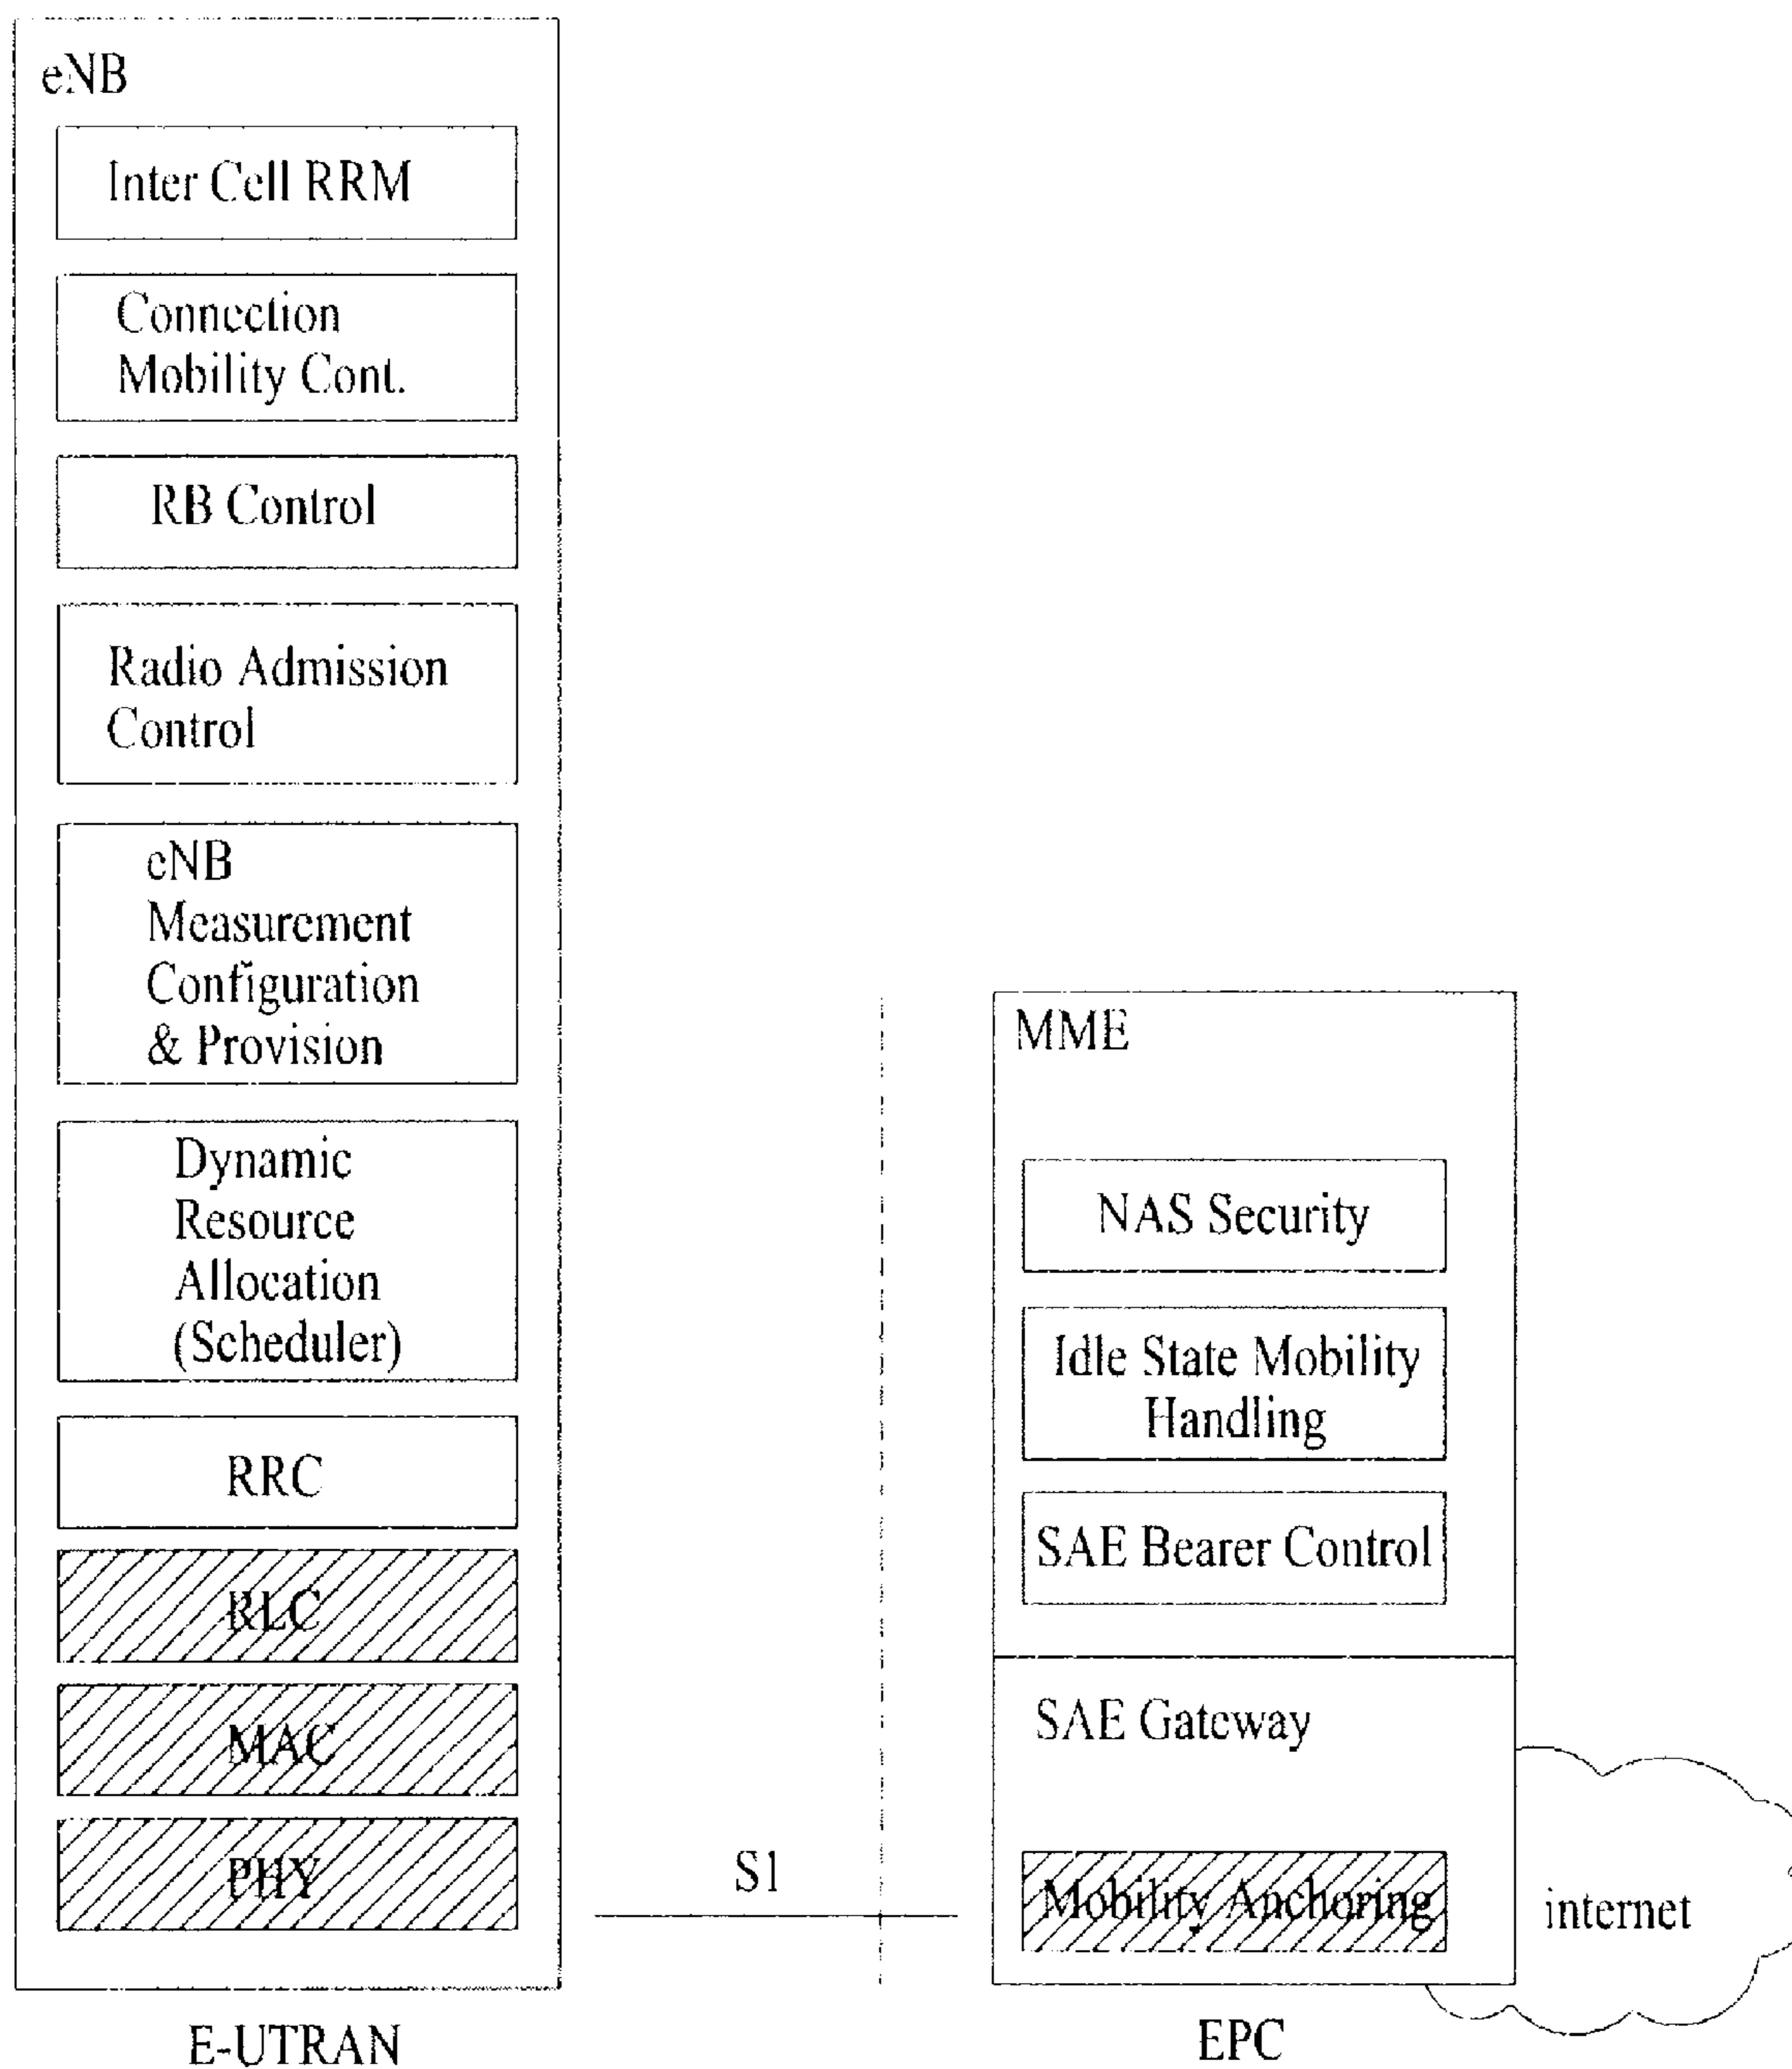 eNB
Inter Cell RRM
Connection
Mobility Cont.
RB Control
Radio Admission
Control
eNB
Measurement
Configuration
& Provision
Dynamic
Resource
Allocation
(Scheduler)
RRC
RLC
MAC
PHY
E-UTRAN
S1
MME
NAS Security
Idle State Mobility
Handling
SAE Bearer Control
SAE Gateway
Mobility Anchoring
EPC
internet